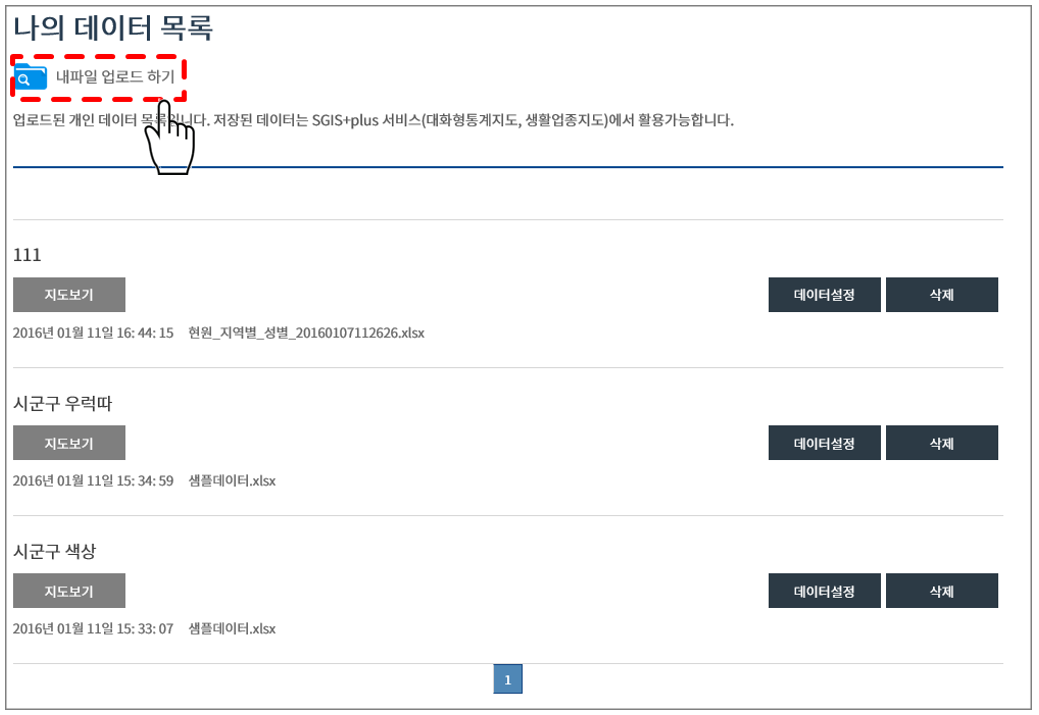 나의 데이터 목록
내파일 업로드 하기
업로드된 개인 데이터 목록입니다. 저장된 데이터는 SGIS+plus 서비스(대화형통계지도, 생활업종지도)에서 활용가능합니다.
111
지도보기 데이터설정 삭제
2016년 01월 11일 16: 44: 15 현원_지역별_성별_20160107112626.xlsx
시군구 우럭따
지도보기 데이터설정 삭제
2016년 01월 11일 15: 34: 59 샘플데이터.xlsx
시군구 색상
지도보기 데이터설정 삭제
2016년 01월 11일 15: 33: 07 샘플데이터.xlsx
1